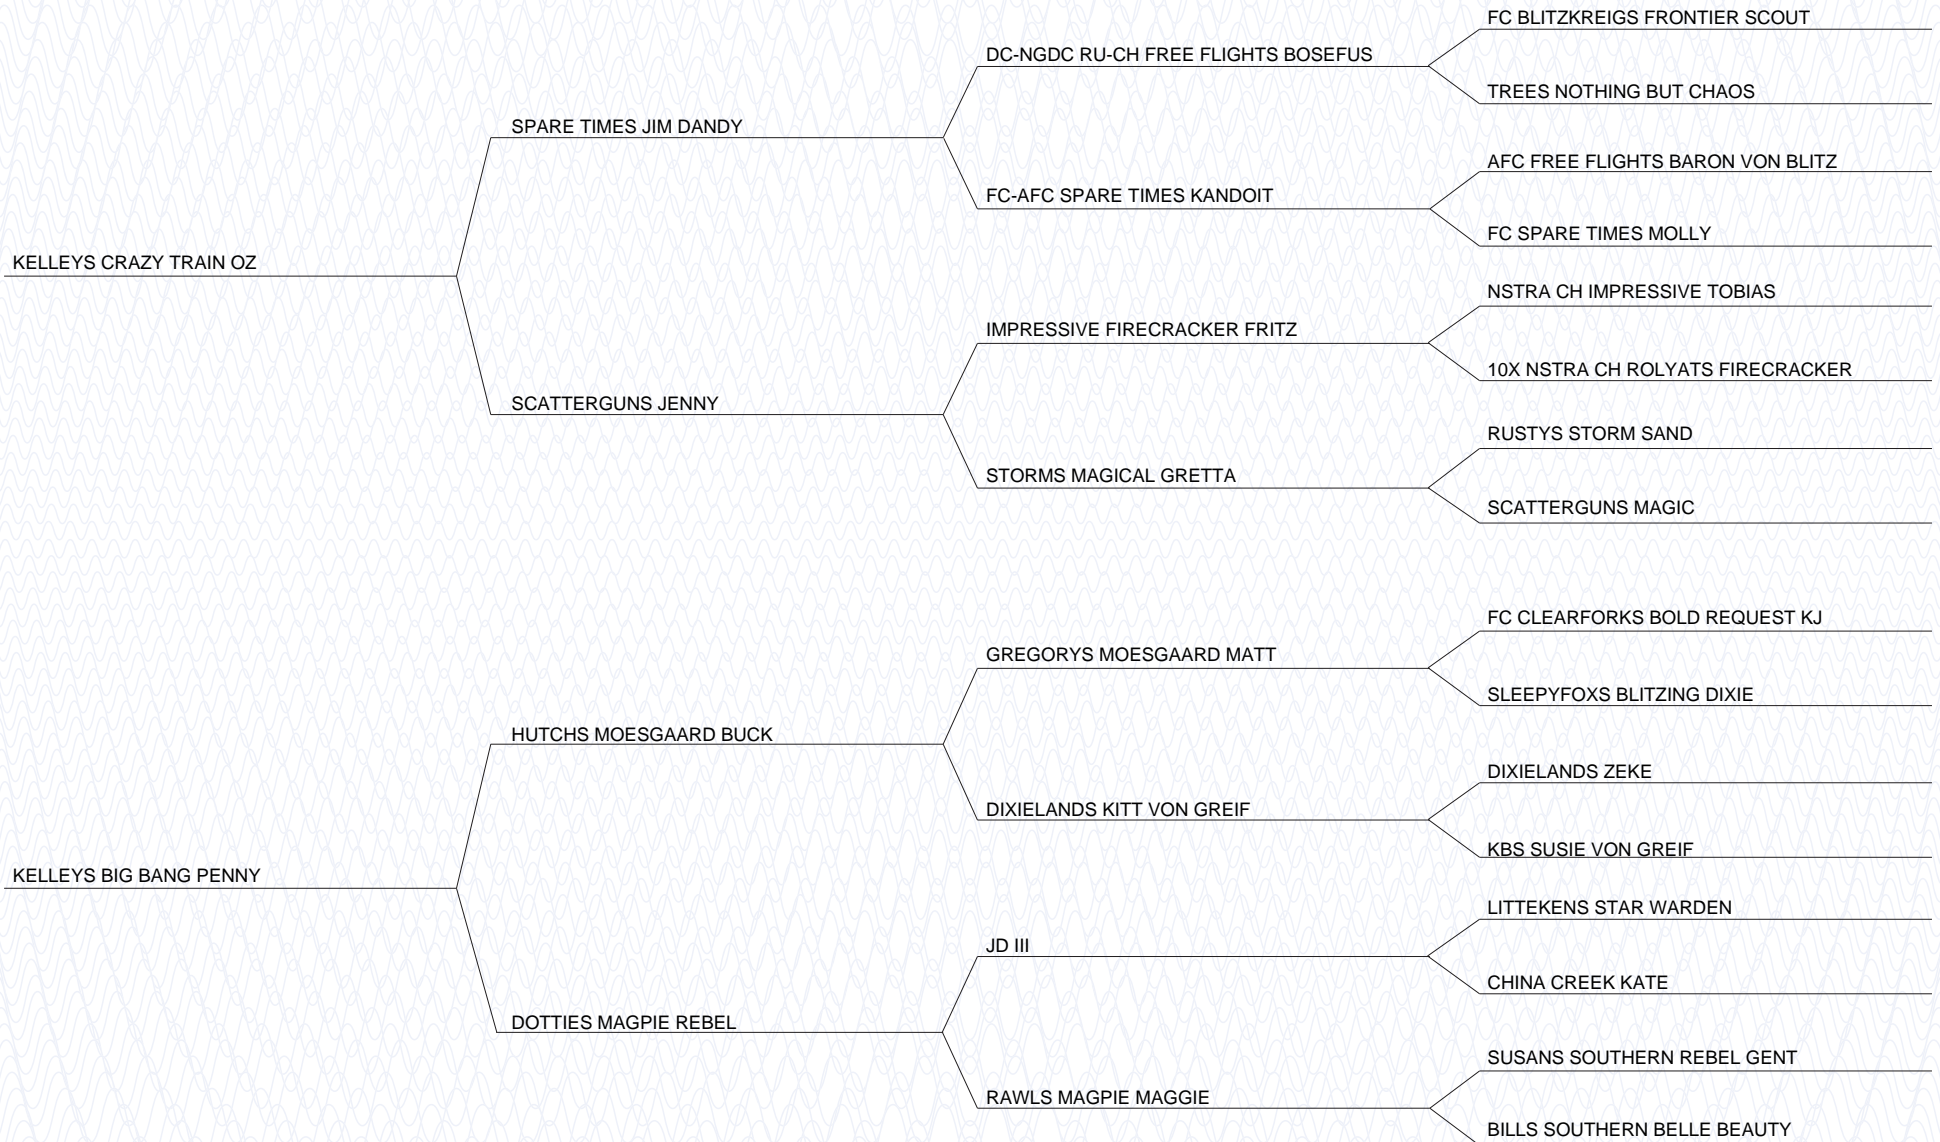 FC BLITZKREIGS FRONTIER SCOUT
DC-NGDC RU-CH FREE FLIGHTS BOSEFUS
TREES NOTHING BUT CHAOS
SPARE TIMES JIM DANDY
AFC FREE FLIGHTS BARON VON BLITZ
FC-AFC SPARE TIMES KANDOIT
FC SPARE TIMES MOLLY
KELLEYS CRAZY TRAIN OZ
NSTRA CH IMPRESSIVE TOBIAS
IMPRESSIVE FIRECRACKER FRITZ
10X NSTRA CH ROLYATS FIRECRACKER
SCATTERGUNS JENNY
RUSTYS STORM SAND
STORMS MAGICAL GRETTA
SCATTERGUNS MAGIC
FC CLEARFORKS BOLD REQUEST KJ
GREGORYS MOESGAARD MATT
SLEEPYFOXS BLITZING DIXIE
HUTCHS MOESGAARD BUCK
DIXIELANDS ZEKE
DIXIELANDS KITT VON GREIF
KBS SUSIE VON GREIF
KELLEYS BIG BANG PENNY
LITTEKENS STAR WARDEN
JD III
CHINA CREEK KATE
DOTTIES MAGPIE REBEL
SUSANS SOUTHERN REBEL GENT
RAWLS MAGPIE MAGGIE
BILLS SOUTHERN BELLE BEAUTY